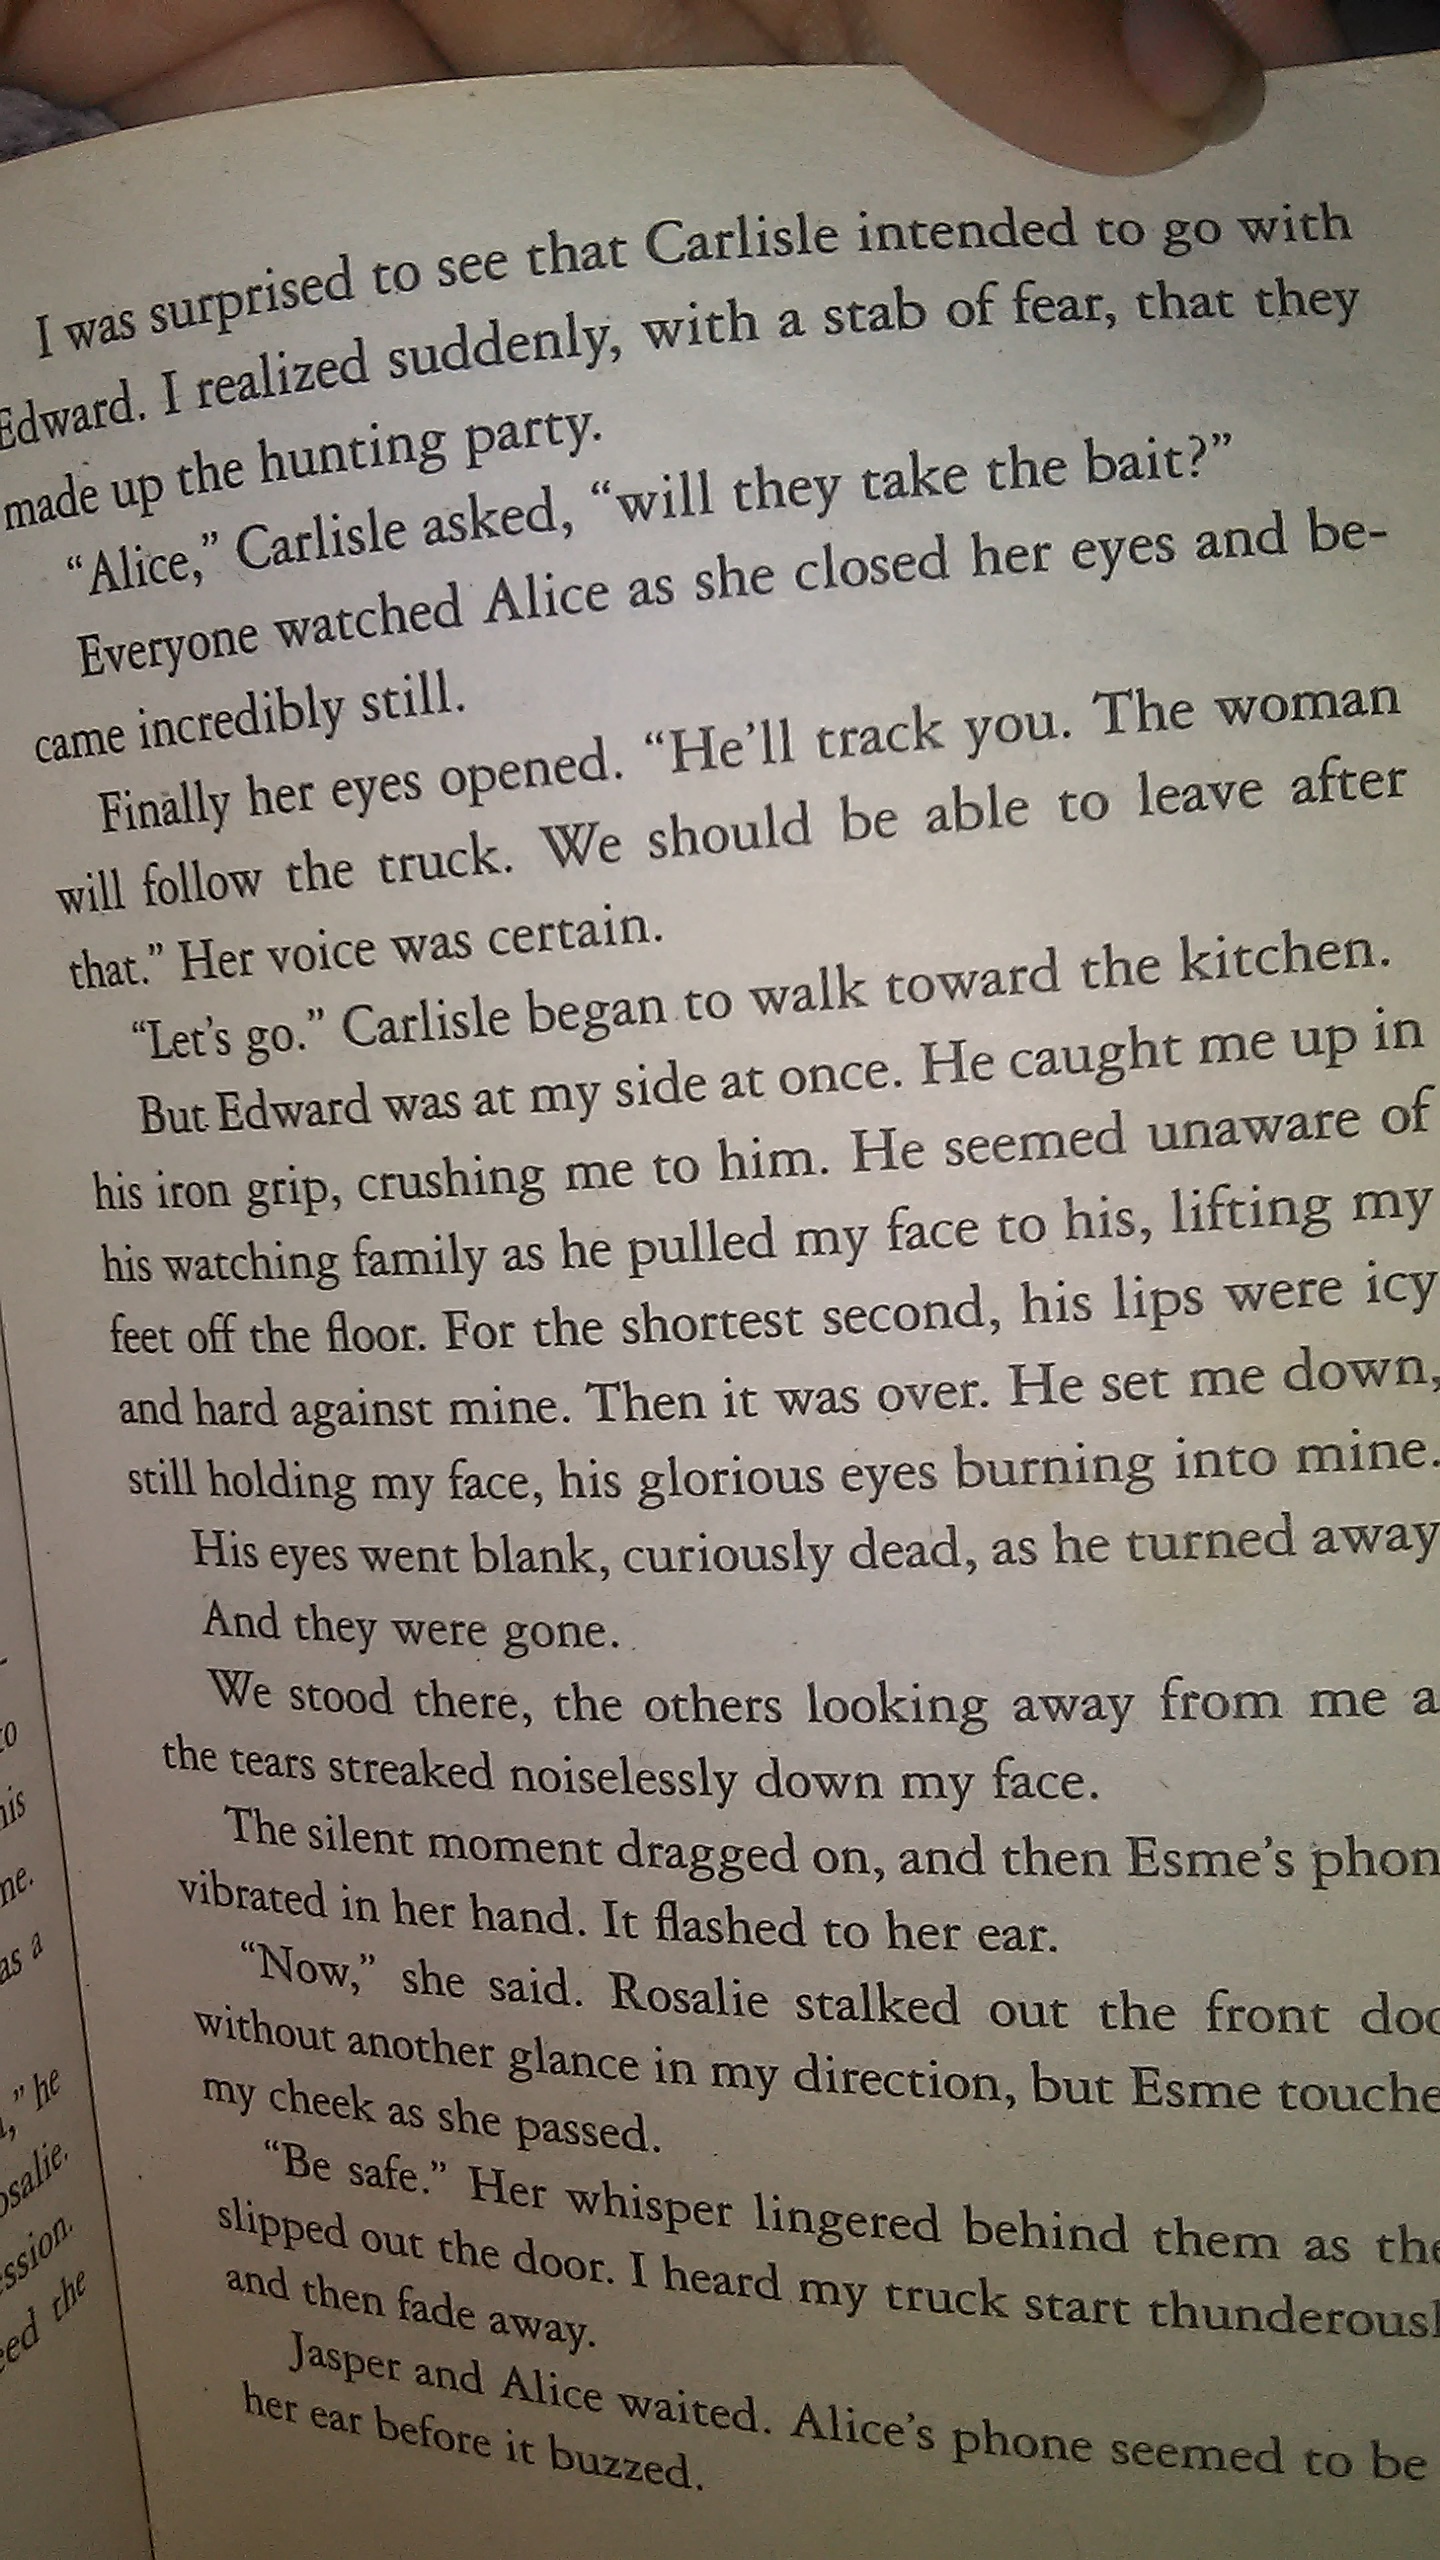 I was surprised to see that Carlisle intended to go with
Edward. I realized suddenly, with a stab of fear, that they
made up the hunting party.
“Alice,” Carlisle asked, “will they take the bait?”
Everyone watched Alice as she closed her eyes and be-
came incredibly still.
Finally her eyes opened. “He’ll track you. The woman
will follow the truck. We should be able to leave after
that.” Her voice was certain.
“Let’s go.” Carlisle began to walk toward the kitchen.
But Edward was at my side at once. He caught me up in
his iron grip, crushing me to him. He seemed unaware of
his watching family as he pulled my face to his, lifting my
feet off the floor. For the shortest second, his lips were icy
and hard against mine. Then it was over. He set me down,
still holding my face, his glorious eyes burning into mine.
His eyes went blank, curiously dead, as he turned away
And they were gone.
We stood there, the others looking away from me a
the tears streaked noiselessly down my face.
The silent moment dragged on, and then Esme’s phon
vibrated in her hand. It flashed to her ear.
“Now,” she said. Rosalie stalked out the front doo
without another glance in my direction, but Esme touche
my cheek as she passed.
“Be safe.” Her whisper lingered behind them as the
slipped out the door. I heard my truck start thunderousl
and then fade away.
Jasper and Alice waited. Alice’s phone seemed to be
her ear before it buzzed.